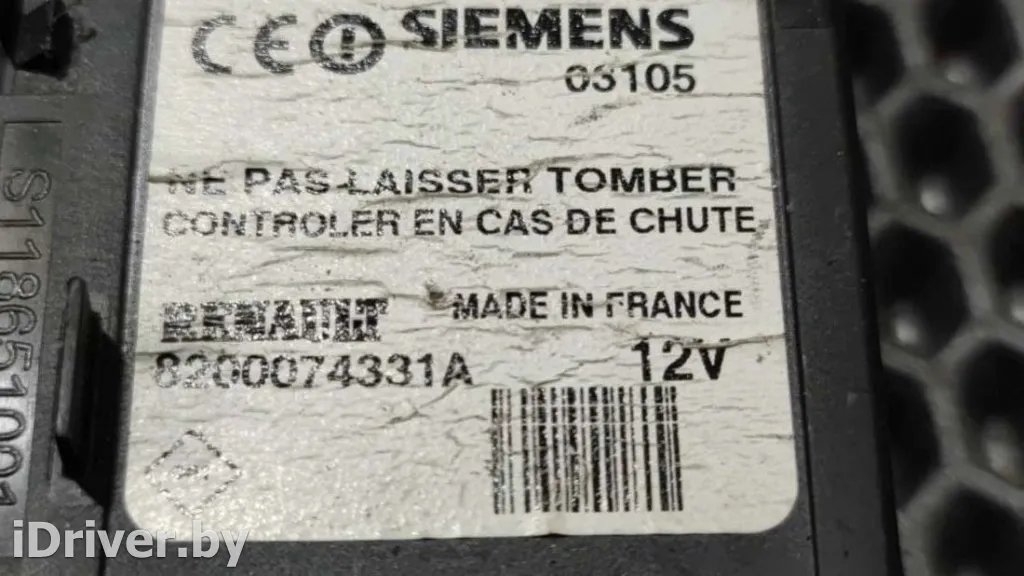 CE SIEMENS
03105
NE PAS LAISSER TOMBER
CONTROLER EN CAS DE CHUTE
RENAULT MADE IN FRANCE
8200074331A 12V
S118651021
iDriver.by